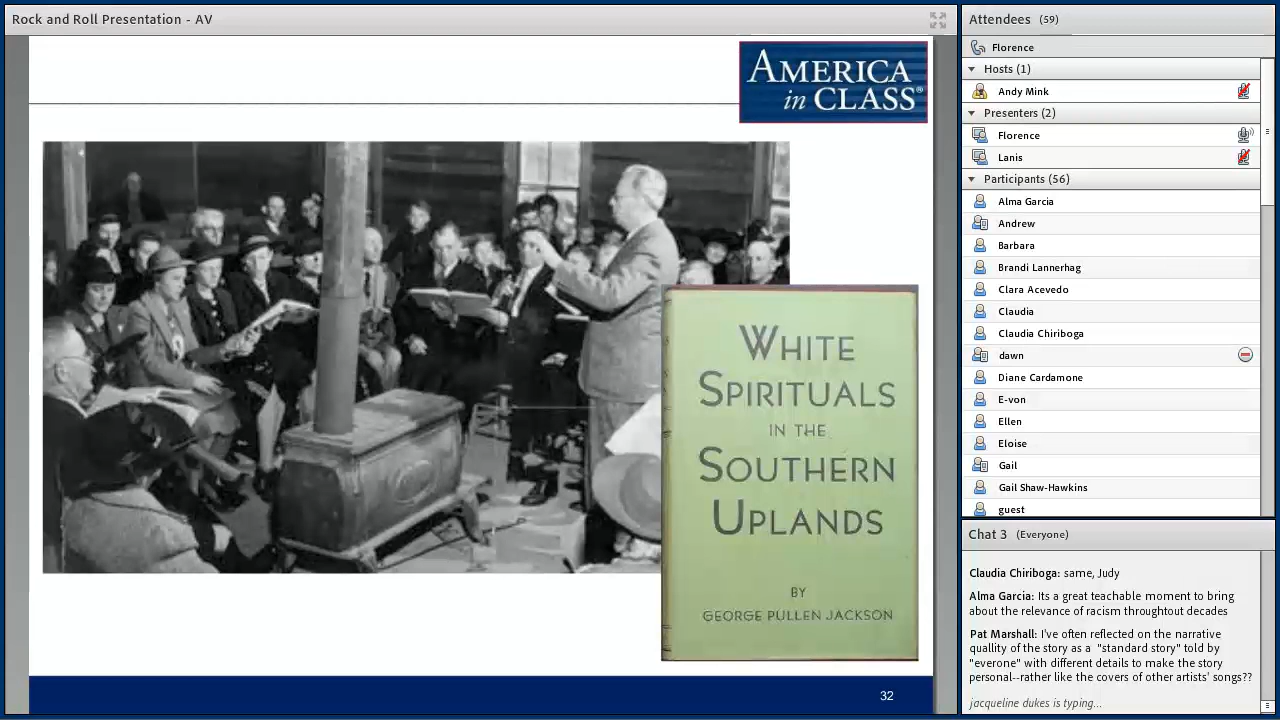 Rock and Roll Presentation - AV
AMERICA
in CLASS®
WHITE
SPIRITUALS
IN THE
SOUTHERN
UPLANDS
BY
GEORGE PULLEN JACKSON
32
Attendees (59)
Florence
Hosts (1)
Andy Mink
Presenters (2)
Florence
Lanis
Participants (56)
Alma Garcia
Andrew
Barbara
Brandi Lannerhag
Clara Acevedo
Claudia
Claudia Chiriboga
dawn
Diane Cardamone
E-von
Ellen
Eloise
Gail
Gail Shaw-Hawkins
guest
Chat 3 (Everyone)
Claudia Chiriboga: same, Judy
Alma Garcia: Its a great teachable moment to bring
about the relevance of racism throughtout decades
Pat Marshall: I've often reflected on the narrative
quallity of the story as a "standard story" told by
"everone" with different details to make the story
personal--rather like the covers of other artists' songs??
jacqueline dukes is typing...